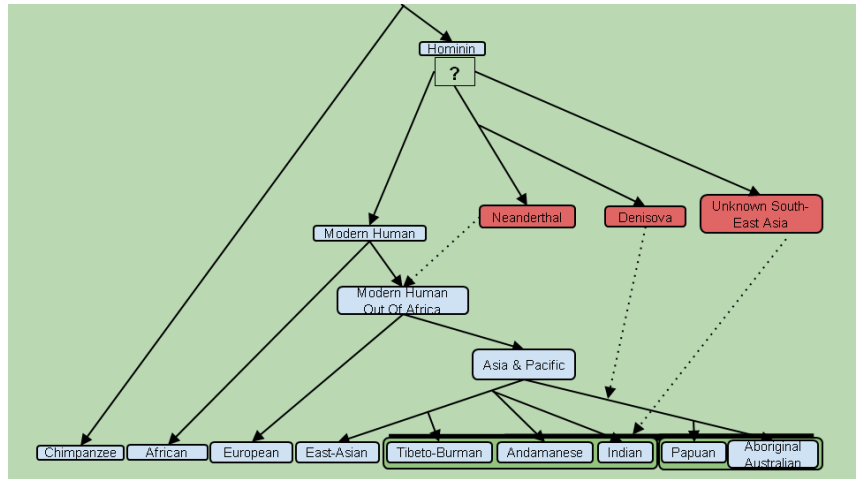 Hominin
?
Neanderthal
Denisova
Unknown South-
East Asia
Modern Human
Modern Human
Out Of Africa
Asia & Pacific
Chimpanzee
African
European
East-Asian
Tibeto-Burman
Andamanese
Indian
Papuan
Aboriginal
Australian